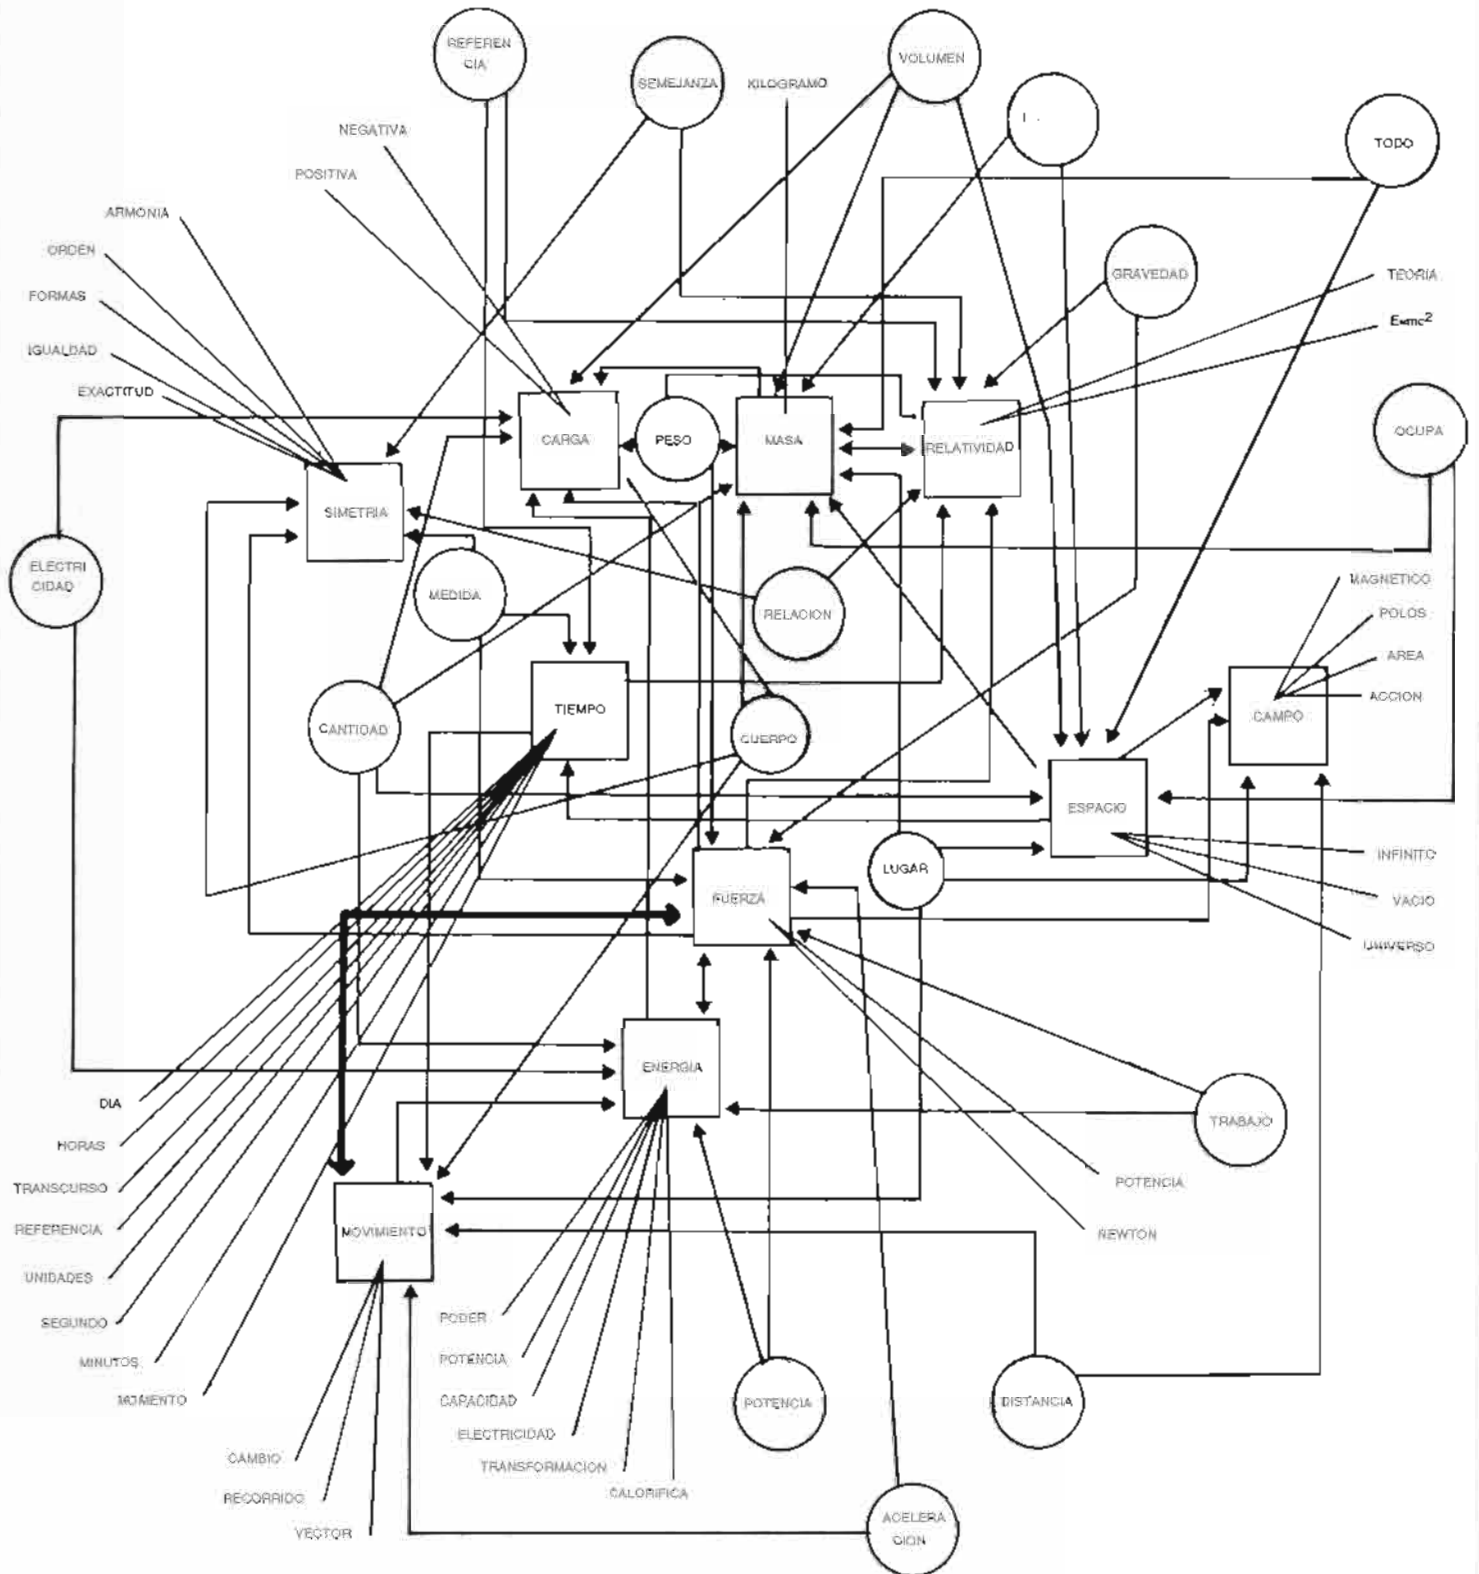 REFEREN
CIA
SEMEJANZA
KILOGRAMO
VOLUMEN
TODO
NEGATIVA
POSITIVA
ARMONIA
ORDEN
FORMAS
IGUALDAD
EXACTITUD
GRAVEDAD
TEORIA
E=mc²
CARGA
PESO
MASA
RELATIVIDAD
OCUPA
SIMETRIA
ELECTRI
CIDAD
MEDIDA
RELACION
MAGNETICO
POLOS
AREA
ACCION
TIEMPO
CANTIDAD
CUERPO
CAMPO
ESPACIO
INFINITO
VACIO
UNIVERSO
LUGAR
FUERZA
ENERGIA
DIA
HORAS
TRANSCURSO
REFERENCIA
UNIDADES
SEGUNDO
MINUTOS
MOMENTO
TRABAJO
POTENCIA
NEWTON
MOVIMIENTO
PODER
POTENCIA
CAPACIDAD
ELECTRICIDAD
TRANSFORMACION
CALORIFICA
POTENCIA
DISTANCIA
CAMBIO
RECORRIDO
VECTOR
ACELERA
CION